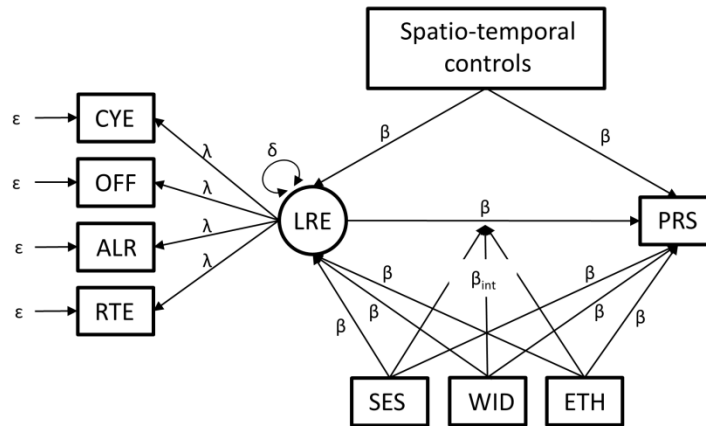 Spatio-temporal
controls
ε
CYE
ε
OFF
ε
ALR
ε
RTE
λ
λ
λ
λ
δ
LRE
β
β
β
PRS
β
β
β
β
βint
β
β
β
SES
WID
ETH